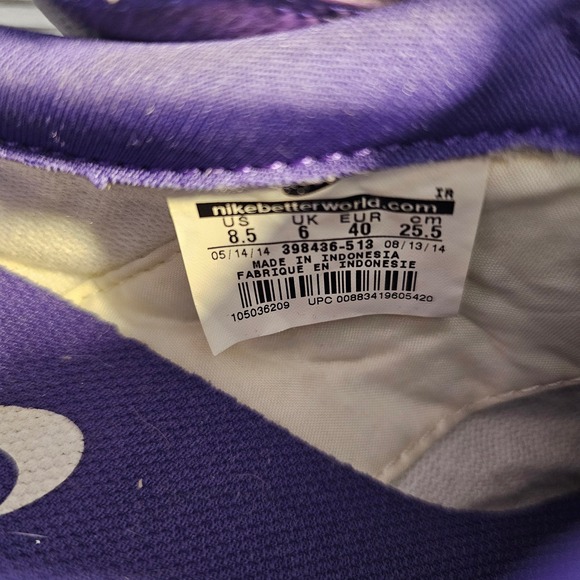 IR
nikebetterworld.com
US UK EUR cm
8.5 6 40 25.5
05/14/14 398436-513 08/13/14
MADE IN INDONESIA
FABRIQUE EN INDONESIE
105036209 UPC 00883419605420